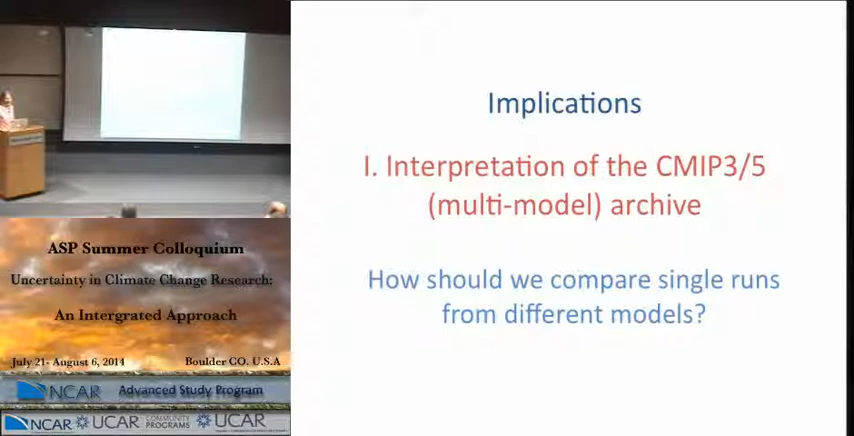 Implications
I. Interpretation of the CMIP3/5
(multi-model) archive
How should we compare single runs
from different models?
ASP Summer Colloquium
Uncertainty in Climate Change Research:
An Intergrated Approach
July 21- August 6, 2014 Boulder CO. U.S.A
NCAR Advanced Study Program
NCAR UCAR COMMUNITY PROGRAMS UCAR